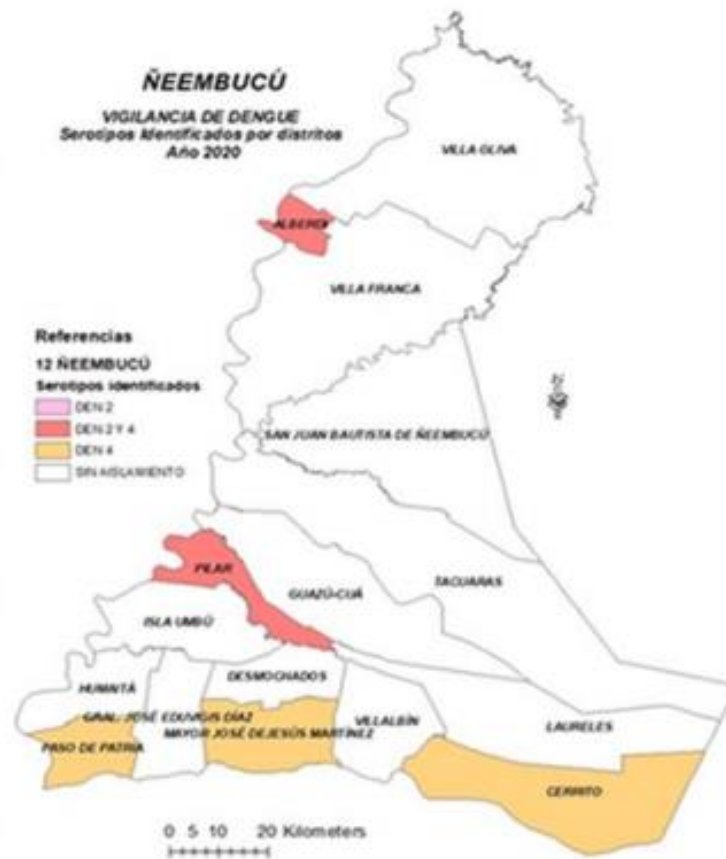 ÑEEMBUCÚ
VIGILANCIA DE DENGUE
Serotipos Identificados por distritos
Año 2020
VILLA OLIVA
ALBERDI
VILLA FRANCA
Referencias
12 ÑEEMBUCÚ
Serotipos identificados
DEN 2
DEN 2 Y 4
DEN 4
SIN AISLAMIENTO
SAN JUAN BAUTISTA DE ÑEEMBUCÚ
PILAR
GUAZÚ-CUÁ
TACUARAS
ISLA UMBÚ
DESMOCHADOS
HUMAITÁ
GRAL. JOSÉ EDUVIGIS DÍAZ
VILLALBÍN
LAURELES
PASO DE PATRIA
MAYOR JOSÉ DEJESÚS MARTÍNEZ
CERRITO
0 5 10 20 Kilometers